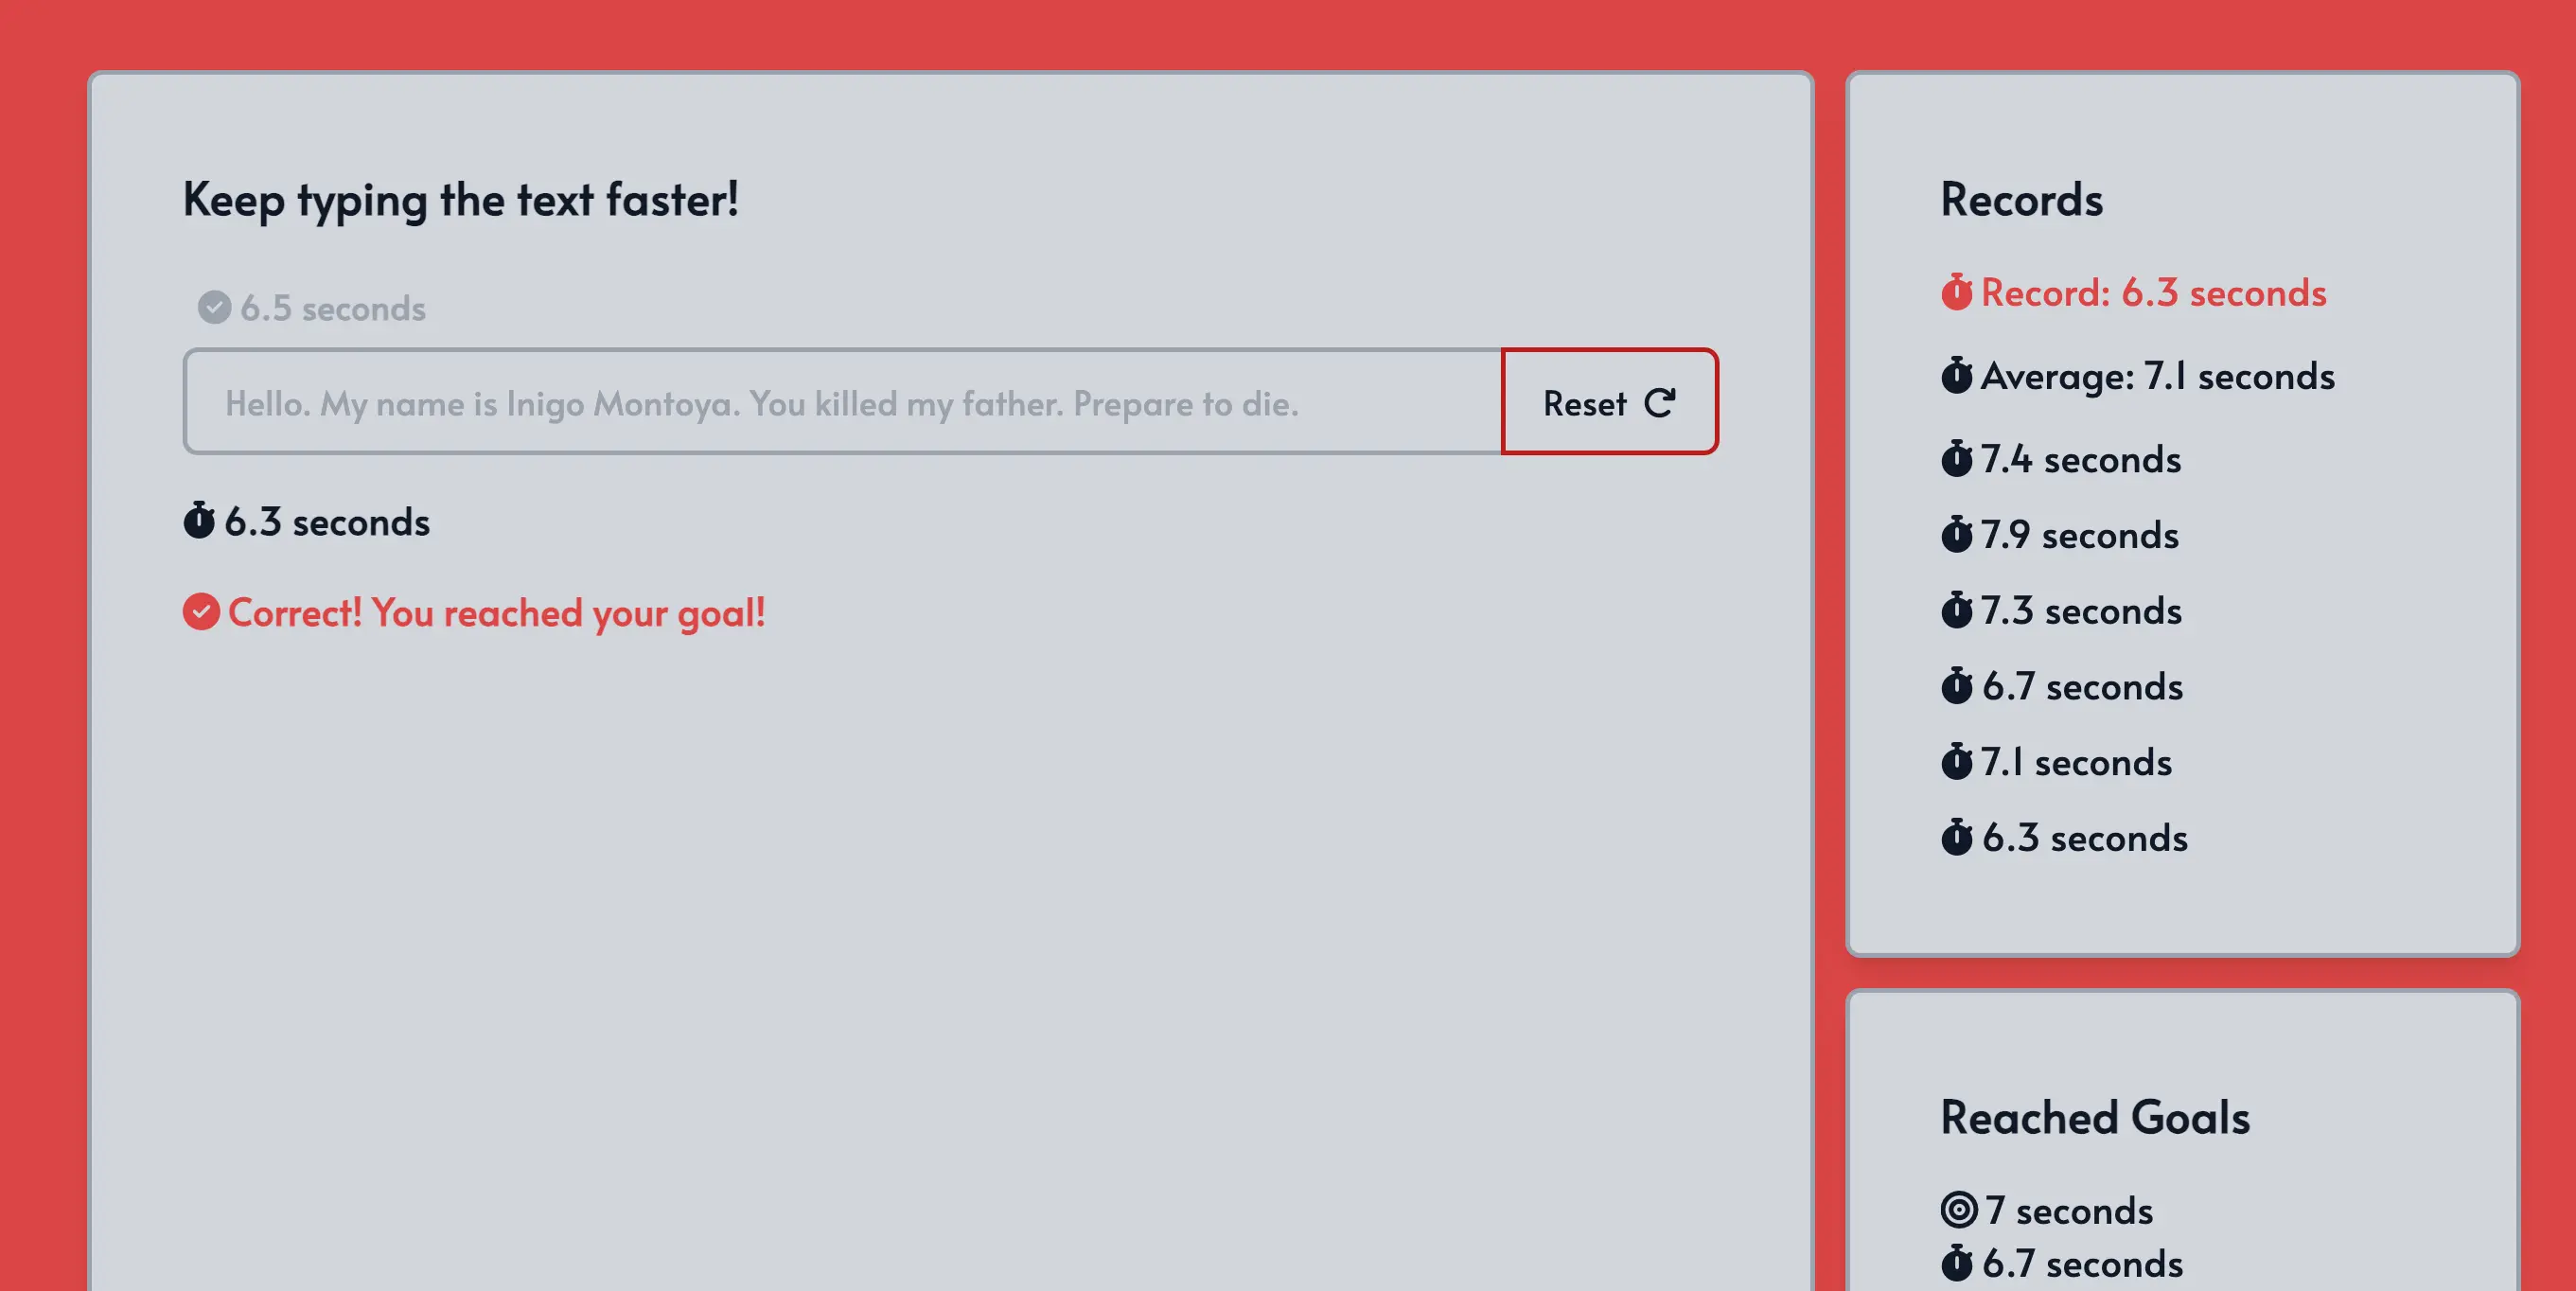 Keep typing the text faster!
6.5 seconds
Hello. My name is Inigo Montoya. You killed my father. Prepare to die.
Reset
6.3 seconds
Correct! You reached your goal!
Records
Record: 6.3 seconds
Average: 7.1 seconds
7.4 seconds
7.9 seconds
7.3 seconds
6.7 seconds
7.1 seconds
6.3 seconds
Reached Goals
7 seconds
6.7 seconds